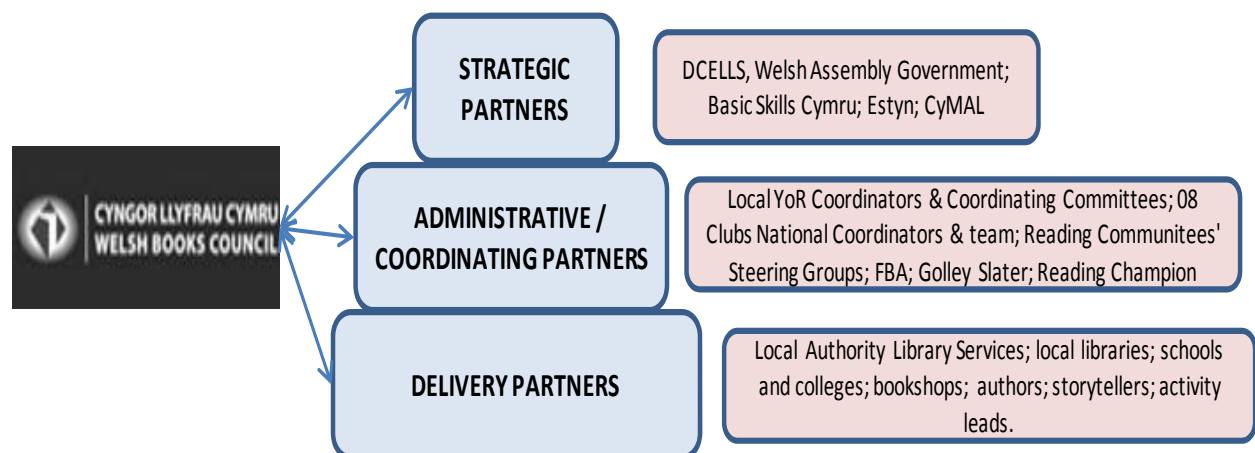 STRATEGIC
PARTNERS
DCELLS, Welsh Assembly Government;
Basic Skills Cymru; Estyn; CyMAL
CYNGOR LLYFRAU CYMRU
WELSH BOOKS COUNCIL
ADMINISTRATIVE /
COORDINATING PARTNERS
Local YoR Coordinators & Coordinating Committees; 08
Clubs National Coordinators & team; Reading Communitees'
Steering Groups; FBA; Golley Slater; Reading Champion
DELIVERY PARTNERS
Local Authority Library Services; local libraries; schools
and colleges; bookshops; authors; storytellers; activity
leads.